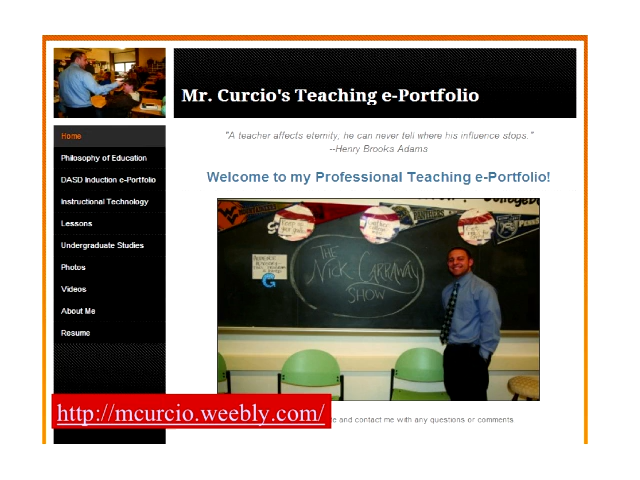 Mr. Curcio's Teaching e-Portfolio
Home
Philosophy of Education
DASD Induction e-Portfolio
Instructional Technology
Lessons
Undergraduate Studies
Photos
Videos
About Me
Resume
"A teacher affects eternity; he can never tell where his influence stops."
--Henry Brooks Adams
Welcome to my Professional Teaching e-Portfolio!
PANTHERS
College
THE
NICK CARRAWAY
SHOW
http://mcurcio.weebly.com/
and contact me with any questions or comments